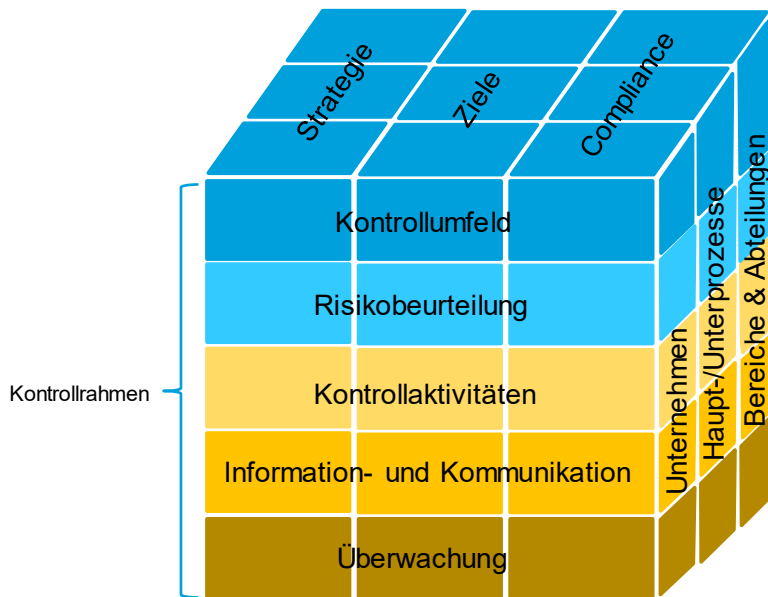 Strategie
Ziele
Compliance
Kontrollumfeld
Risikobeurteilung
Kontrollaktivitäten
Information- und Kommunikation
Überwachung
Kontrollrahmen
Unternehmen
Haupt-/Unterprozesse
Bereiche & Abteilungen